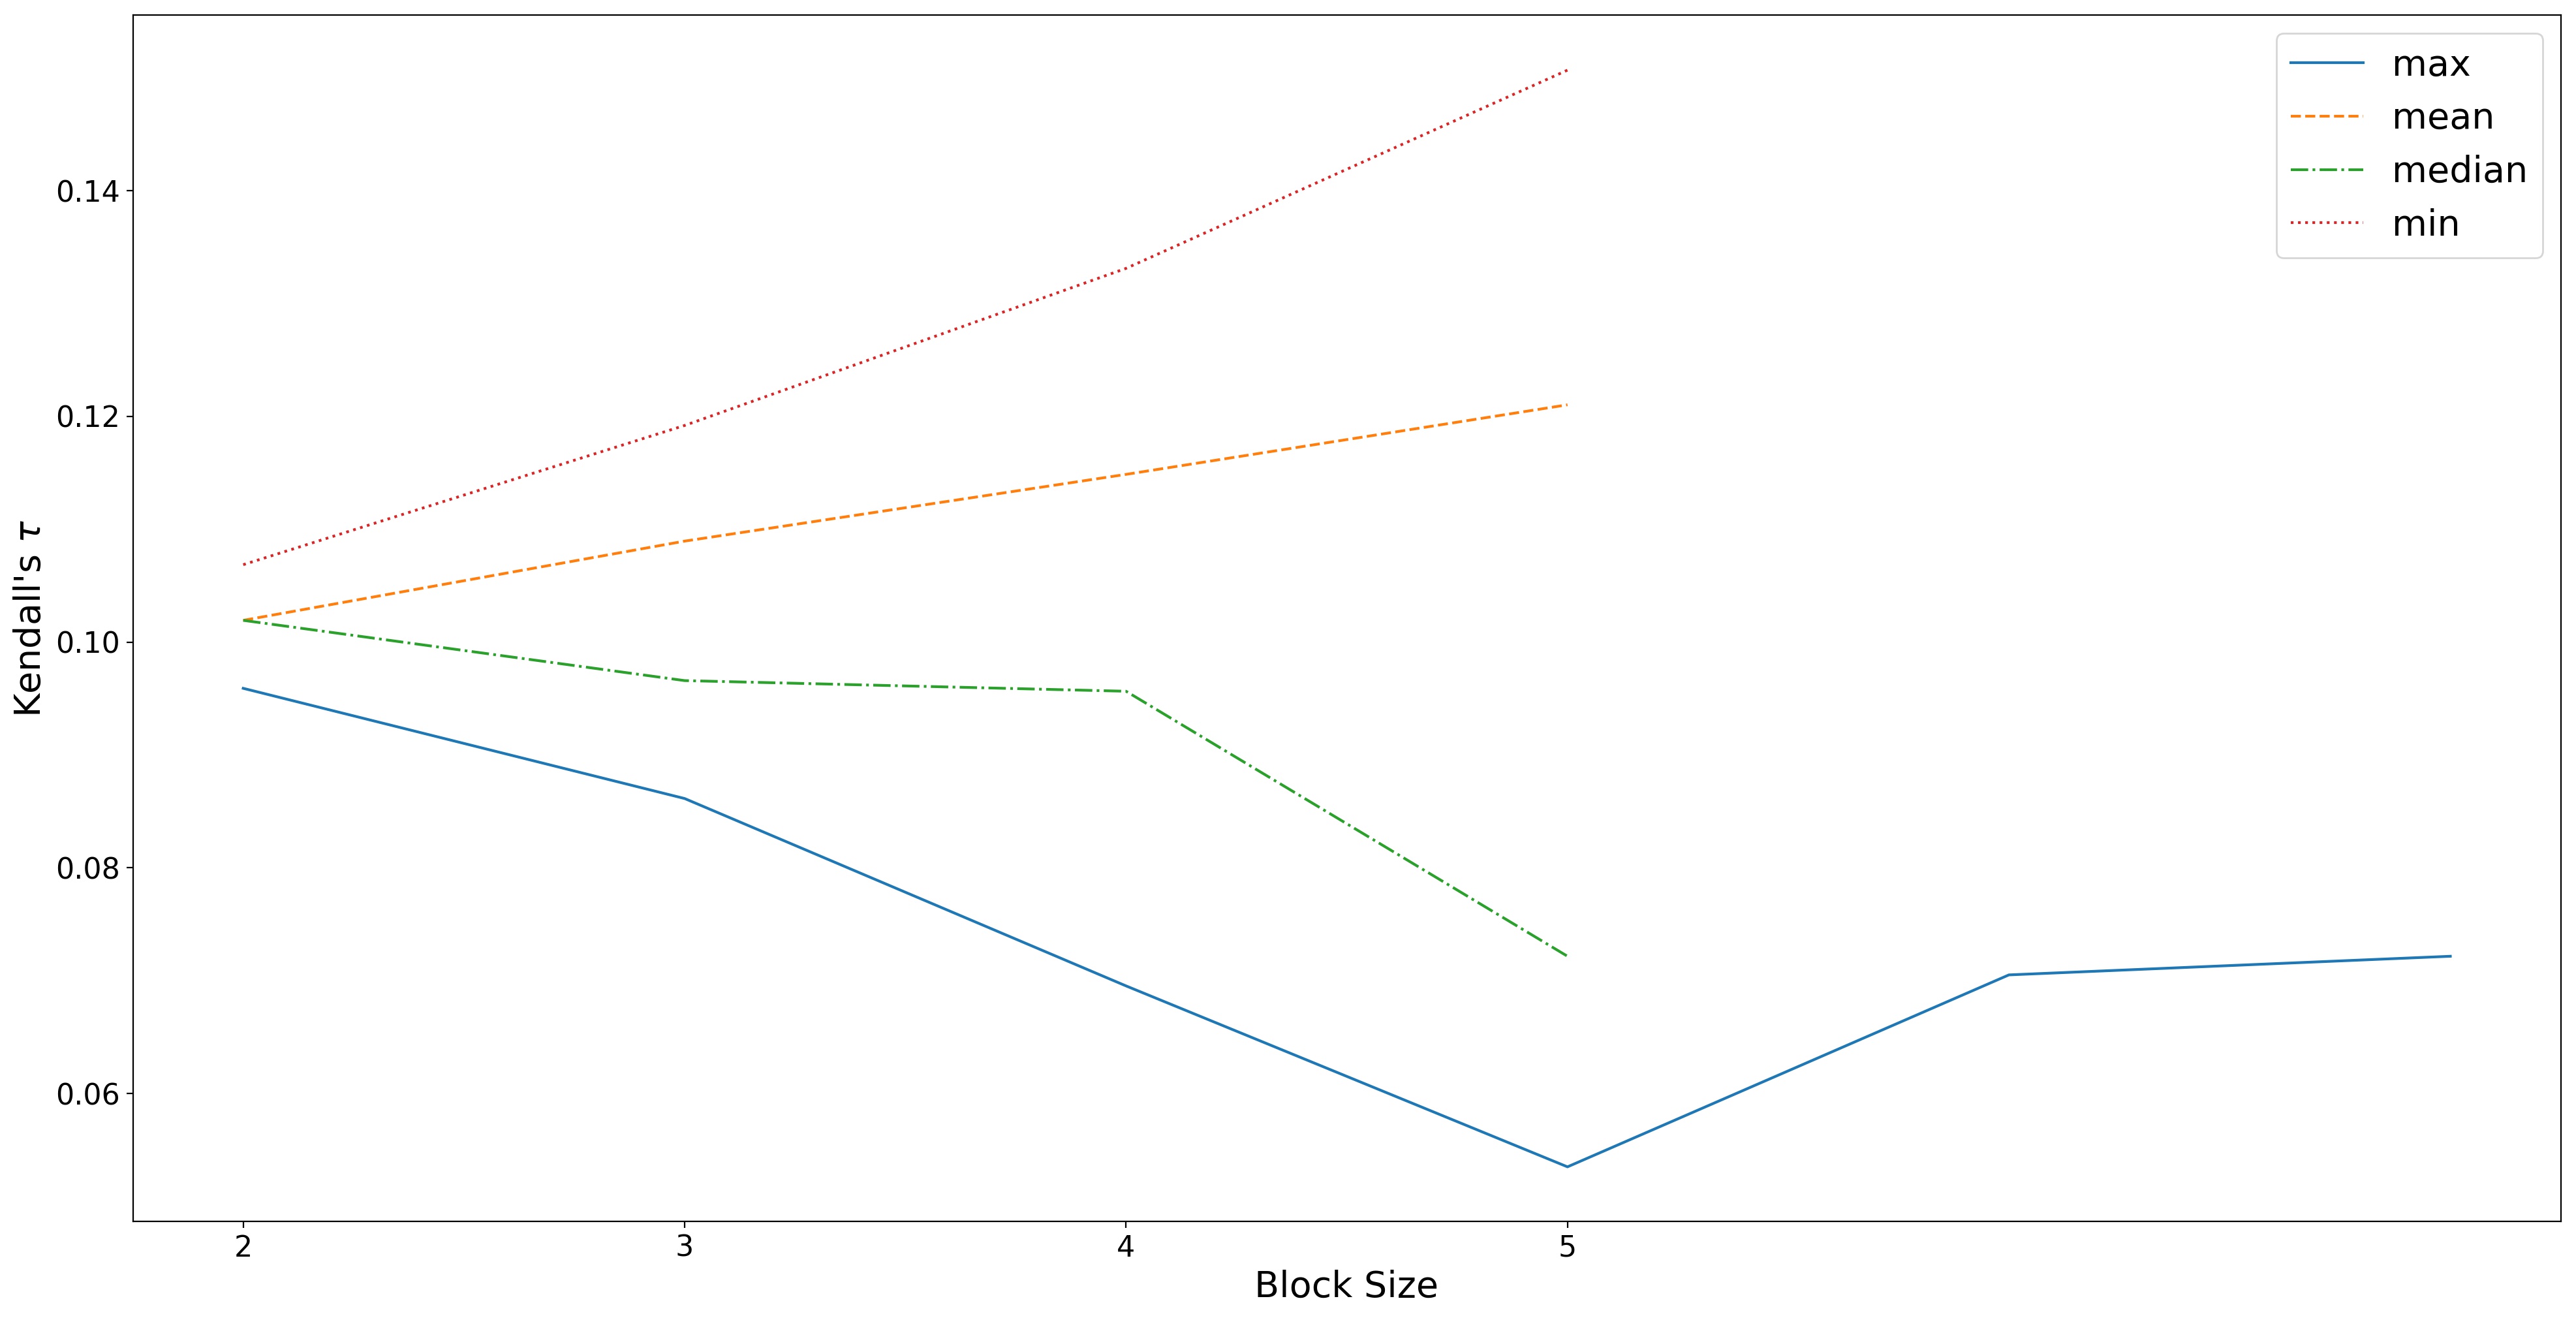 max
mean
median
min
0.14
0.12
0.10
0.08
0.06
Kendall's τ
2 3 4 5
Block Size